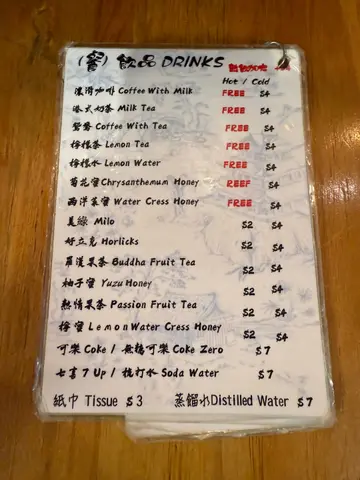 (餐) 飲品 DRINKS
Hot / Cold
濃滑咖啡 Coffee With Milk FREE $4
港式奶茶 Milk Tea FREE $4
鴛鴦 Coffee With Tea FREE $4
檸檬茶 Lemon Tea FREE $4
檸檬水 Lemon Water FREE $4
菊花蜜 Chrysanthemum Honey REEF $4
西洋菜蜜 Water Cress Honey FREE $4
美綠 Milo $2 $4
好立克 Horlicks $2 $4
羅漢果茶 Buddha Fruit Tea $2 $4
柚子蜜 Yuzu Honey $2 $4
熱情果茶 Passion Fruit Tea $2 $4
檸蜜 Lemon Water Cress Honey $2 $4
可樂 Coke / 無糖可樂 Coke Zero $7
七喜 7 Up / 梳打水 Soda Water $7
紙巾 Tissue $3 蒸餾水 Distilled Water $7